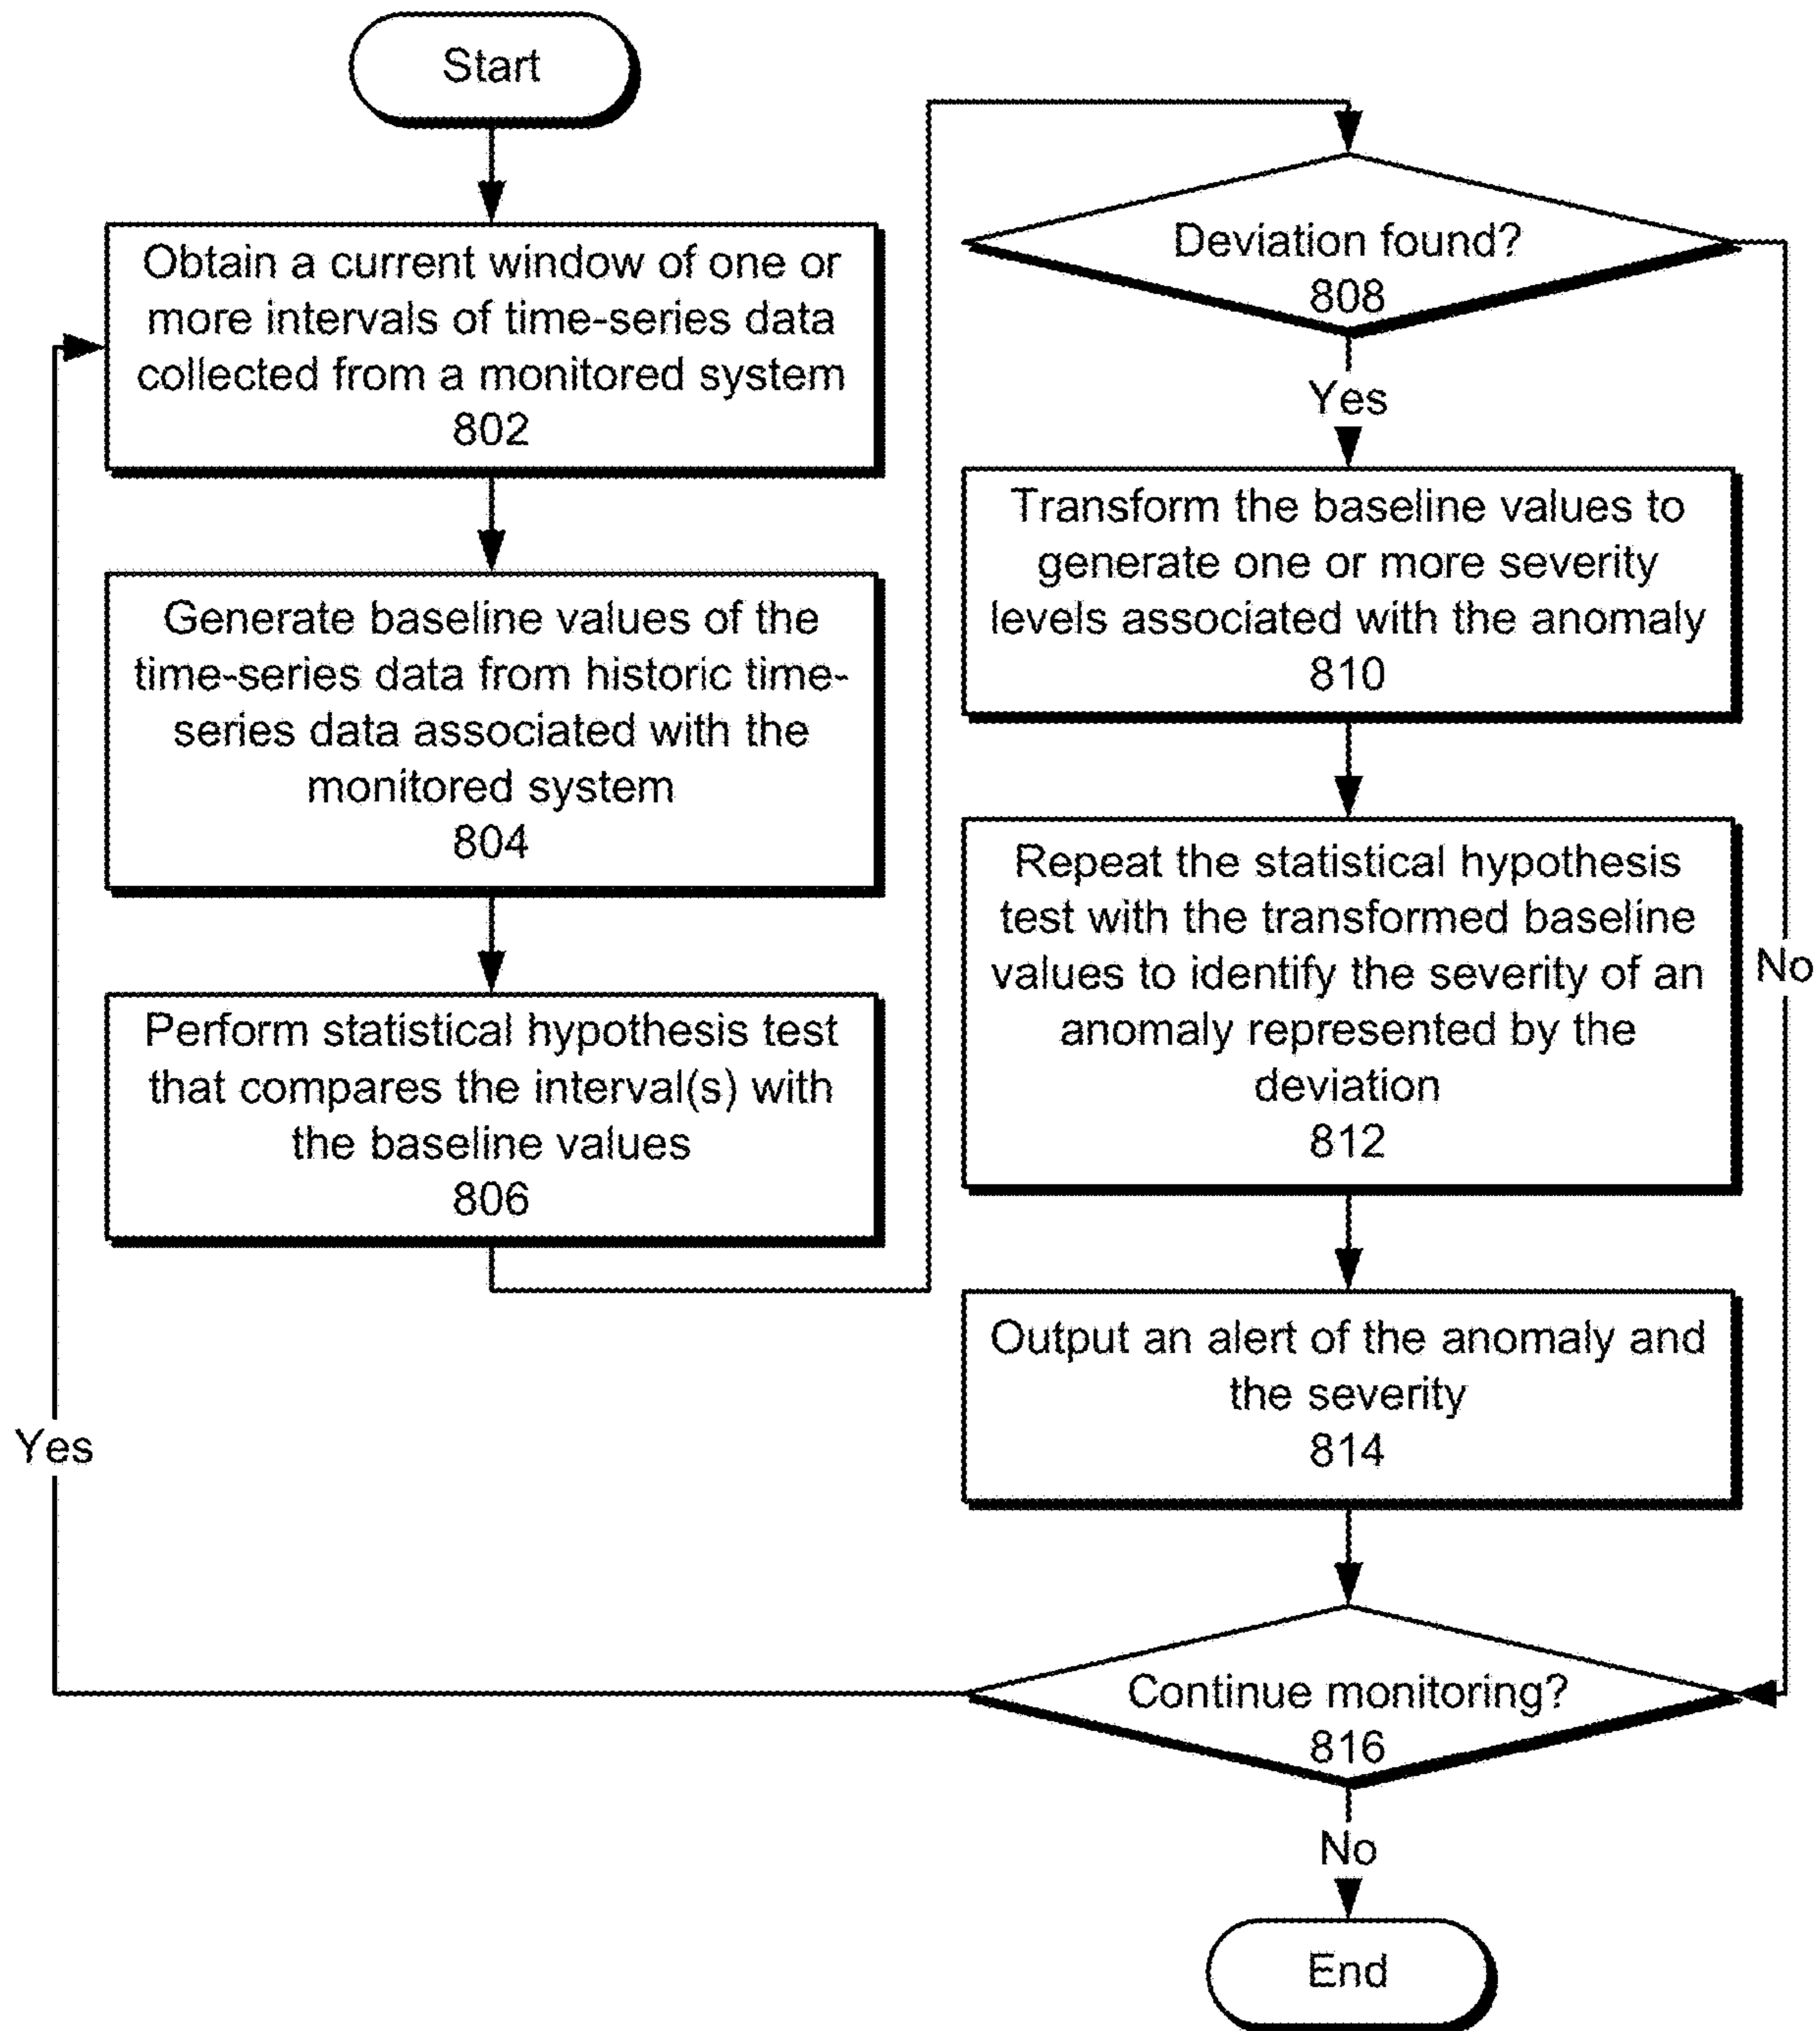 Start
Obtain a current window of one or
more intervals of time-series data
collected from a monitored system
802
Generate baseline values of the
time-series data from historic time-
series data associated with the
monitored system
804
Perform statistical hypothesis test
that compares the interval(s) with
the baseline values
806
Deviation found?
808
Yes
Transform the baseline values to
generate one or more severity
levels associated with the anomaly
810
Repeat the statistical hypothesis
test with the transformed baseline
values to identify the severity of an
anomaly represented by the
deviation
812
No
Output an alert of the anomaly and
the severity
814
Yes
Continue monitoring?
816
No
End